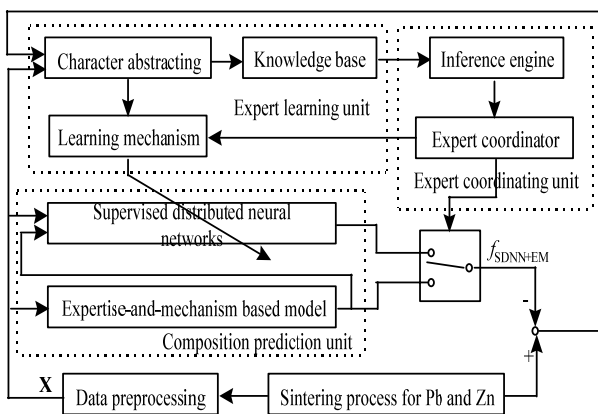 Character abstracting
Knowledge base
Inference engine
Expert learning unit
Learning mechanism
Expert coordinator
Expert coordinating unit
Supervised distributed neural
networks
fSDNN+EM
-
Expertise-and-mechanism based model
Composition prediction unit
+
X
Data preprocessing
Sintering process for Pb and Zn